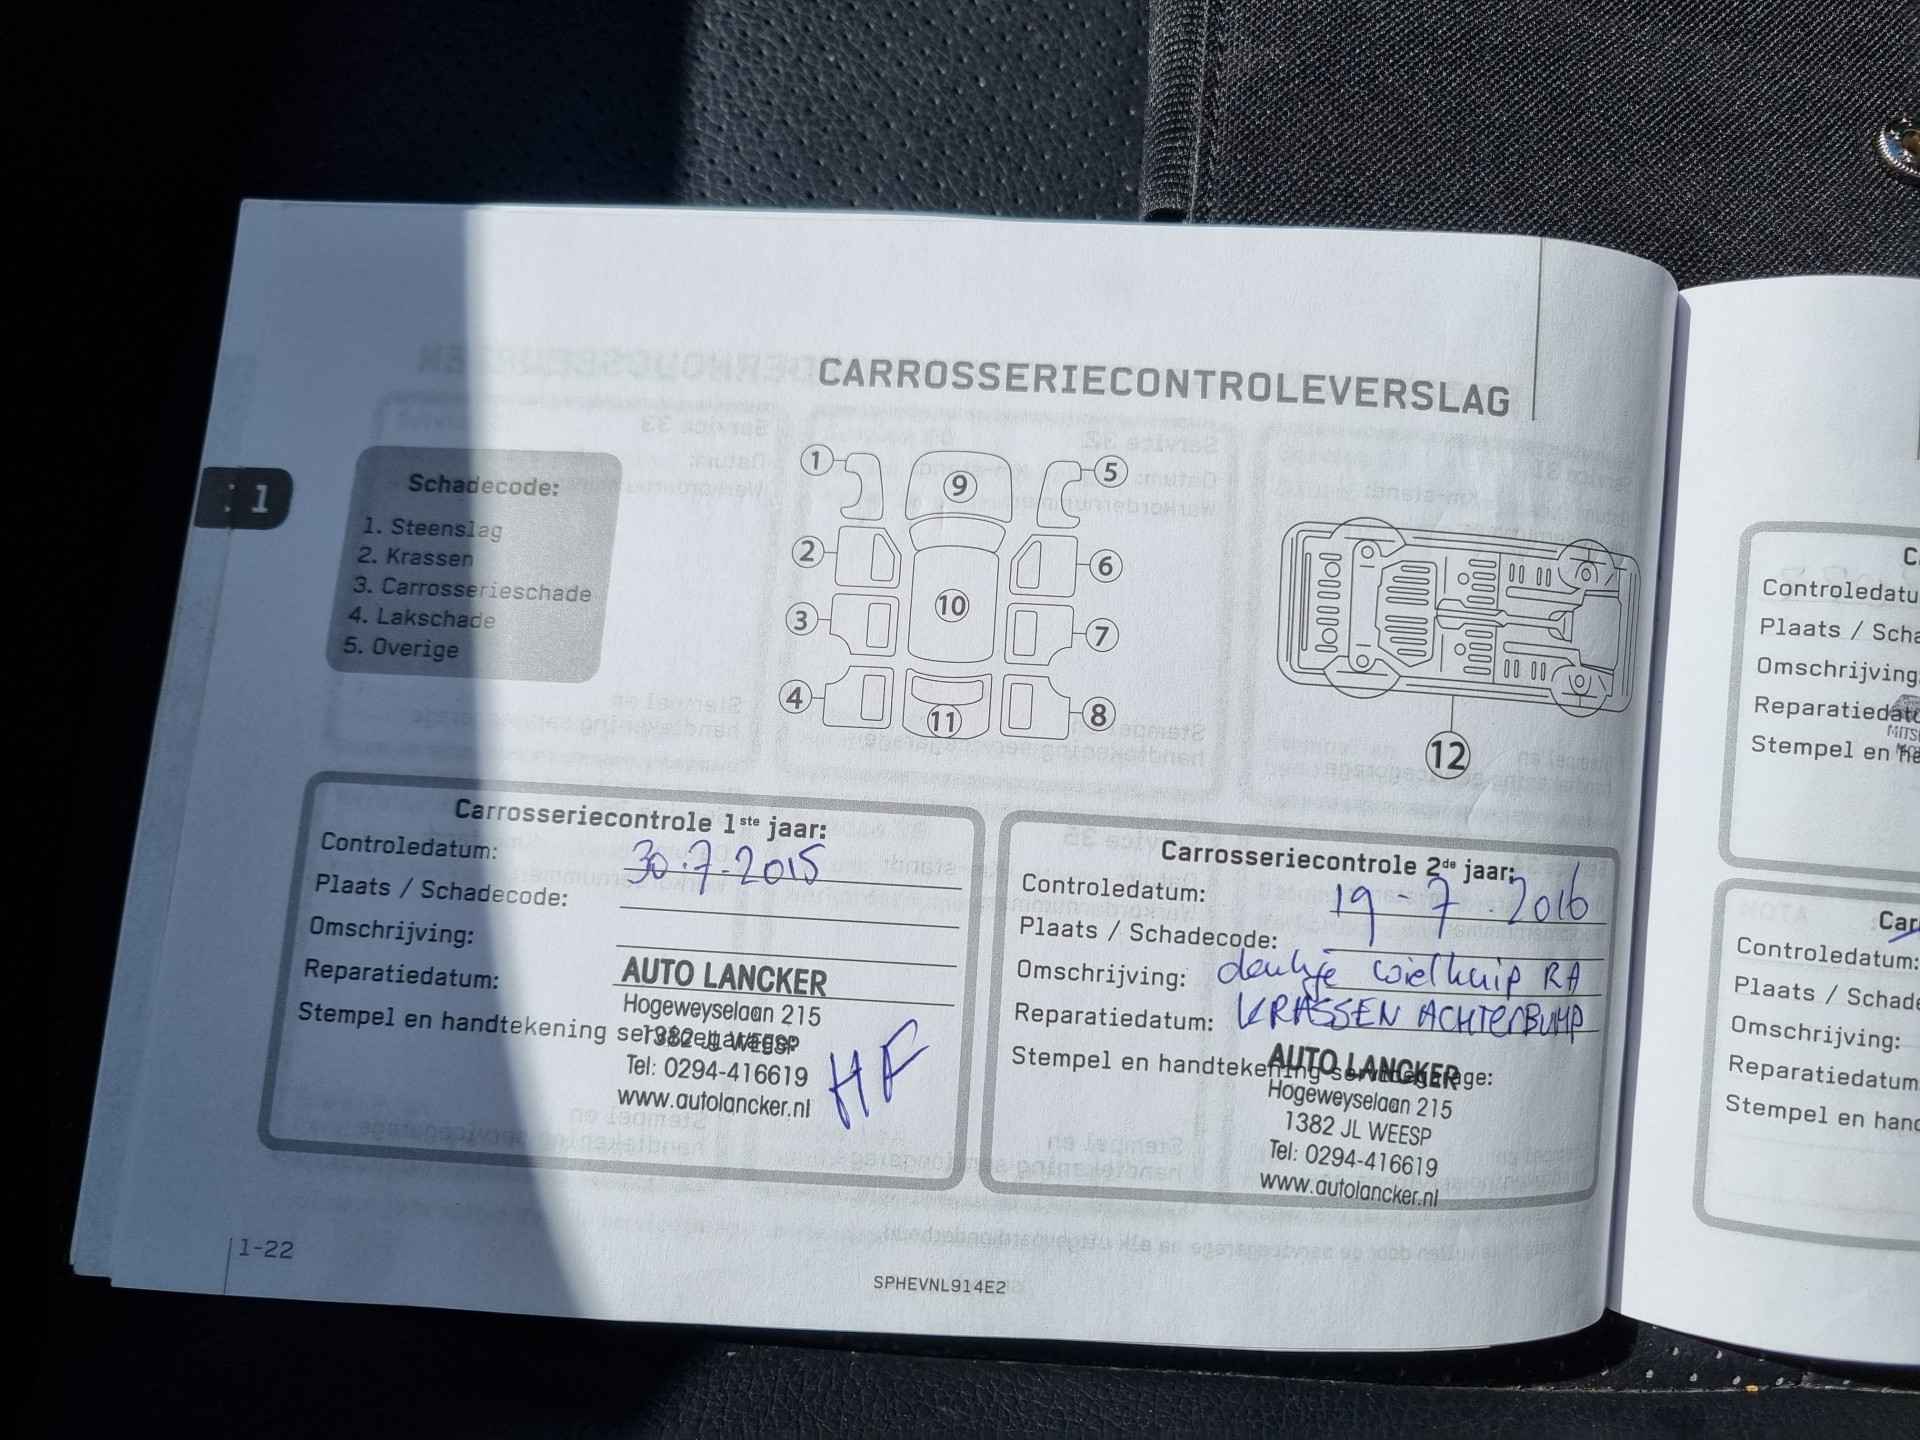 CARROSSERIECONTROLEVERSLAG
1
Schadecode:
1. Steenslag
2. Krassen
3. Carrosserieschade
4. Lakschade
5. Overige
1
2
3
4
9
10
11
5
6
7
8
12
Carrosseriecontrole 1ste jaar:
Controledatum: 30.7.2015
Plaats / Schadecode:
Omschrijving:
Reparatiedatum:
Stempel en handtekening servicegarage:
AUTO LANCKER
Hogeweyselaan 215
1382 JL WEESP
Tel: 0294-416619
www.autolancker.nl
HF
Carrosseriecontrole 2de jaar:
Controledatum: 19-7.2016
Plaats / Schadecode:
Omschrijving: deukje wielkuip RA
Reparatiedatum: KRASSEN ACHTERBUMP
Stempel en handtekening servicegarage:
AUTO LANCKER
Hogeweyselaan 215
1382 JL WEESP
Tel: 0294-416619
www.autolancker.nl
1-22
SPHEVNL914E2
Controledatu
Plaats / Scha
Omschrijving
Reparatiedat
Stempel en he
Car
Controledatum:
Plaats / Schade
Omschrijving:
Reparatiedatum
Stempel en hand